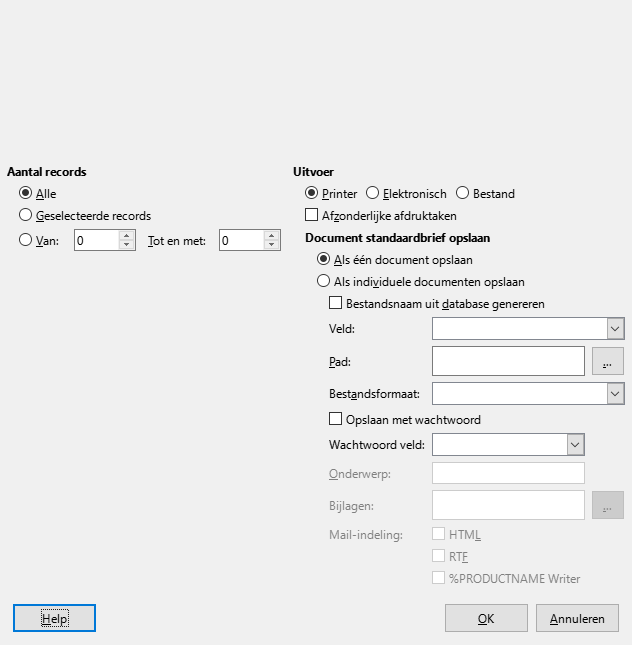 Aantal records
Alle
Geselecteerde records
Van: 0 Tot en met: 0
Uitvoer
Printer Elektronisch Bestand
Afzonderlijke afdruktaken
Document standaardbrief opslaan
Als één document opslaan
Als individuele documenten opslaan
Bestandsnaam uit database genereren
Veld:
Pad:
...
Bestandsformaat:
Opslaan met wachtwoord
Wachtwoord veld:
Onderwerp:
Bijlagen:
...
Mail-indeling: HTML
RTF
%PRODUCTNAME Writer
Help OK Annuleren